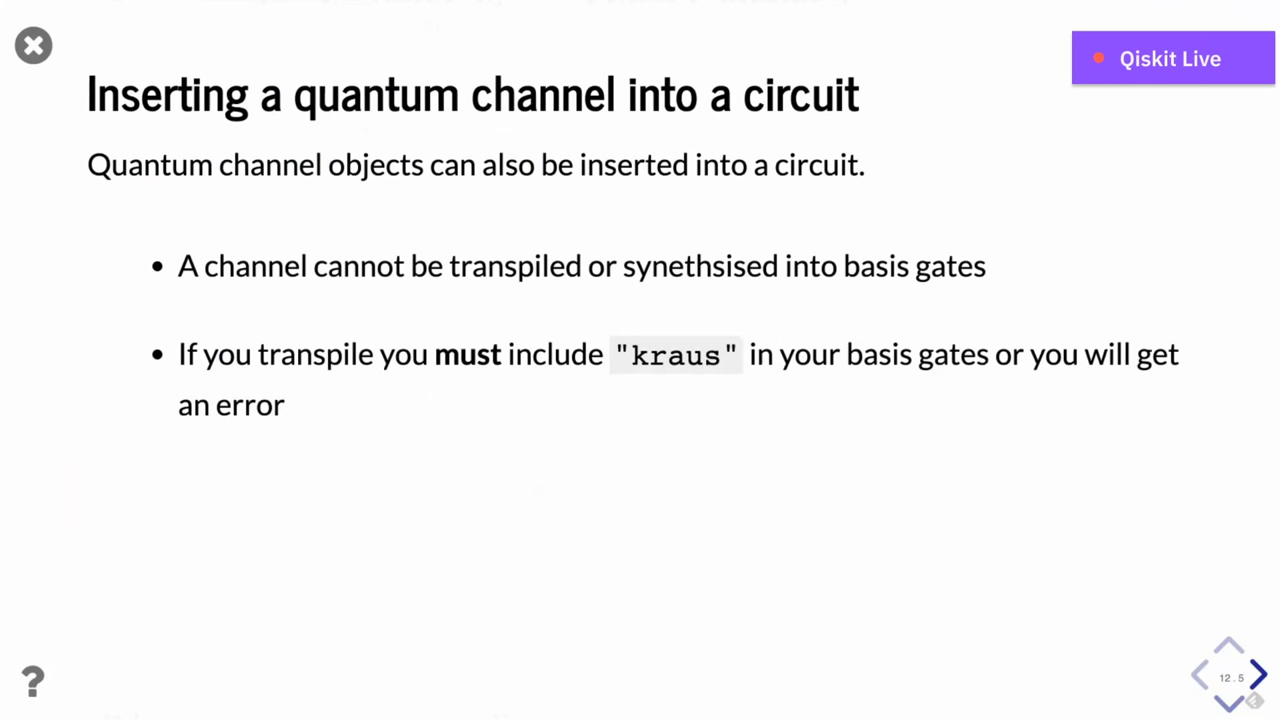 Qiskit Live
Inserting a quantum channel into a circuit
Quantum channel objects can also be inserted into a circuit.
• A channel cannot be transpiled or synethsised into basis gates
• If you transpile you must include "kraus" in your basis gates or you will get
an error
?
12.5